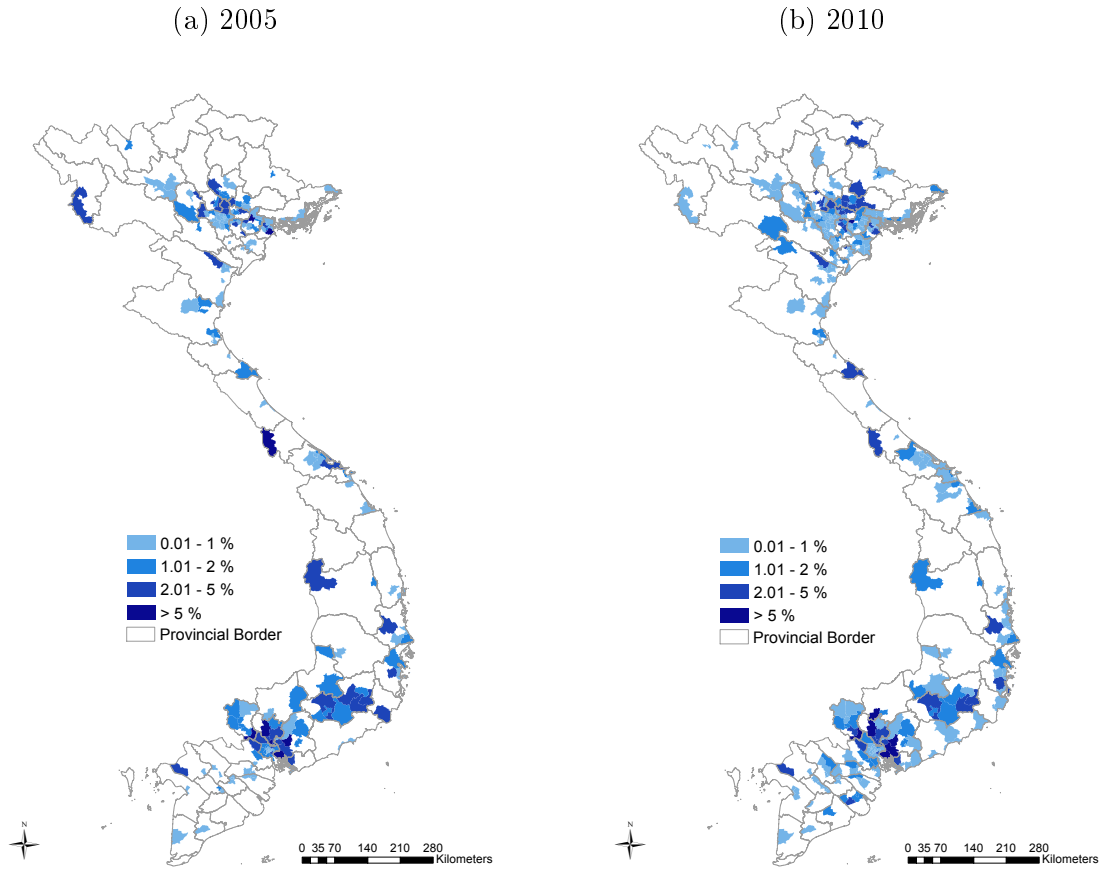 (a) 2005
(b) 2010
0.01 - 1 %
1.01 - 2 %
2.01 - 5 %
> 5 %
Provincial Border
0.01 - 1 %
1.01 - 2 %
2.01 - 5 %
> 5 %
Provincial Border
N
0 35 70 140 210 280
Kilometers
N
0 35 70 140 210 280
Kilometers